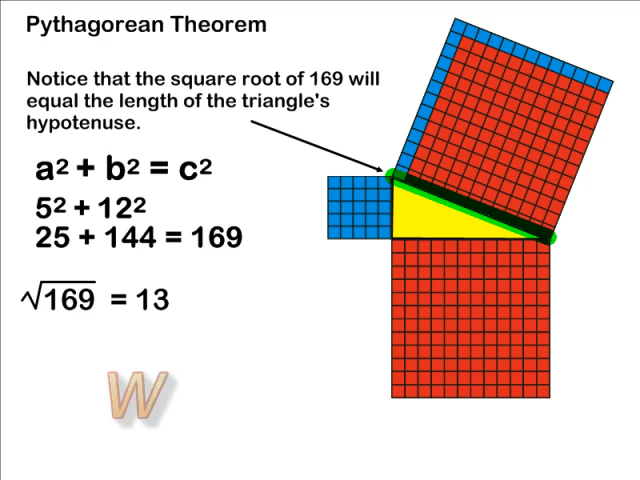 Pythagorean Theorem
Notice that the square root of 169 will
equal the length of the triangle's
hypotenuse.
a² + b² = c²
5² + 12²
25 + 144 = 169
√169 = 13
W